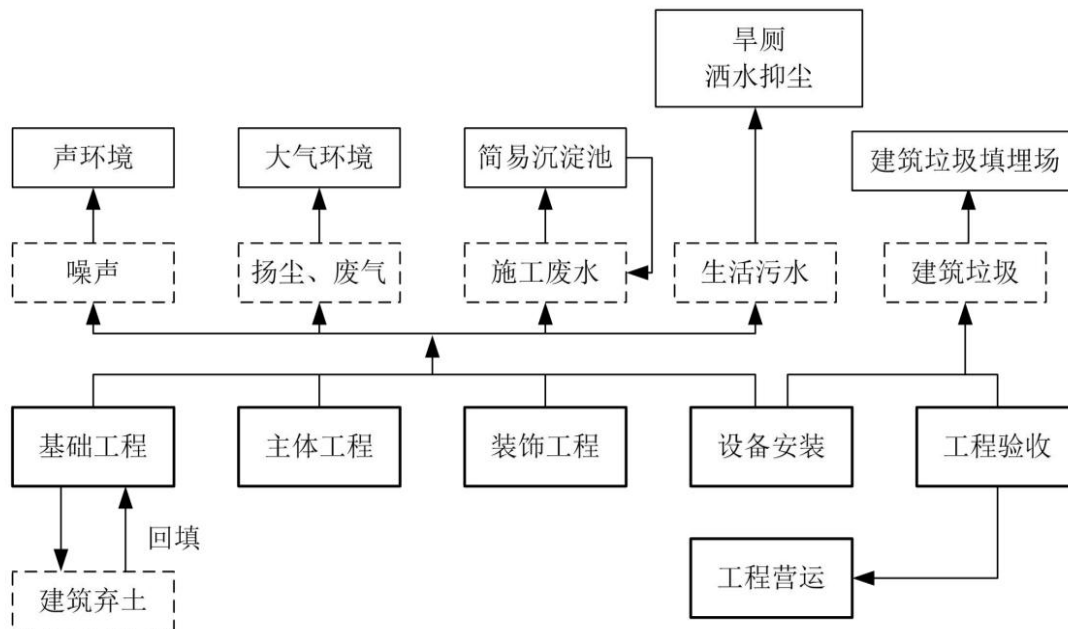 旱厕
洒水抑尘
声环境
大气环境
简易沉淀池
建筑垃圾填埋场
噪声
扬尘、废气
施工废水
生活污水
建筑垃圾
基础工程
主体工程
装饰工程
设备安装
工程验收
回填
建筑弃土
工程营运